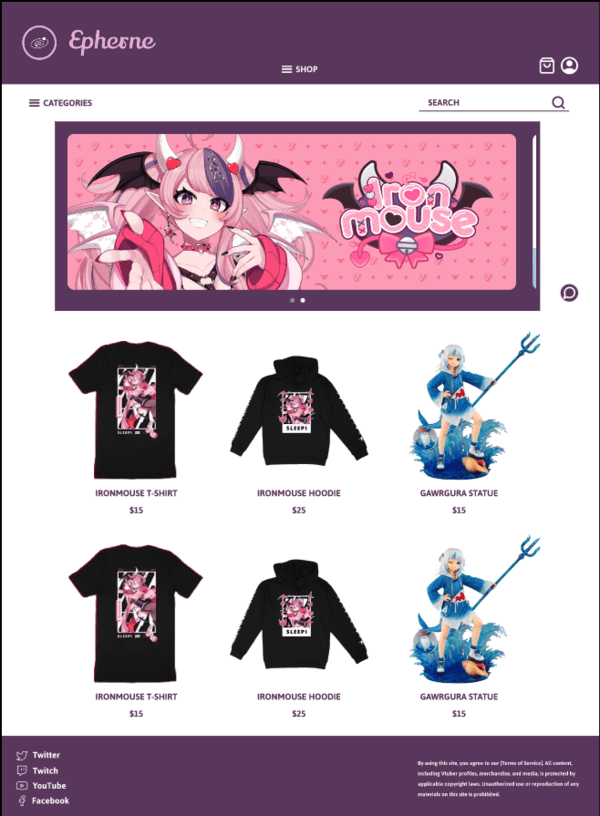 Epherne
SHOP
CATEGORIES
SEARCH
Iron
mouse
SLEEP!
SLEEP!
IRONMOUSE T-SHIRT
IRONMOUSE HOODIE
GAWRGURA STATUE
$15
$25
$15
SLEEP!
SLEEP!
IRONMOUSE T-SHIRT
IRONMOUSE HOODIE
GAWRGURA STATUE
$15
$25
$15
Twitter
Twitch
YouTube
Facebook
By using this site, you agree to our [Terms of Service]. All content,
including Vtuber profiles, merchandise, and media, is protected by
applicable copyright laws. Unauthorized use or reproduction of any
materials on this site is prohibited.